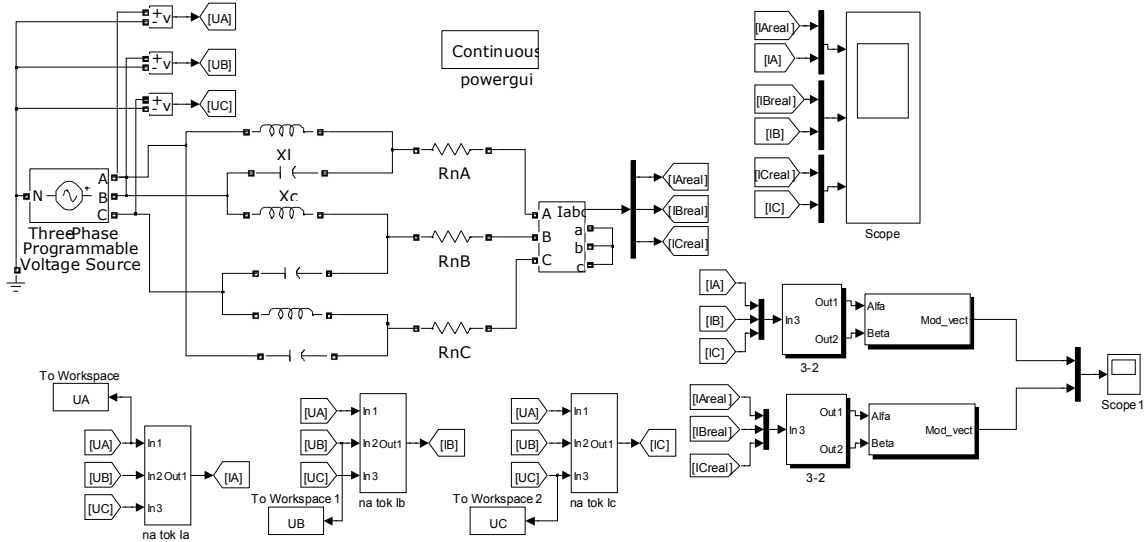 +
-
v
[UA]
+
-
v
[UB]
+
-
v
[UC]
Continuous
powergui
[IAreal]
[IA]
[IBreal]
[IB]
[ICreal]
[IC]
Scope
Xl
Xc
RnA
RnB
RnC
N
+
A
B
C
Three-Phase
Programmable
Voltage Source
Iabc
A
B
C
a
b
c
[IAreal]
[IBreal]
[ICreal]
[IA]
[IB]
[IC]
In3
Out1
Out2
3-2
Alfa
Beta
Mod_vect
[IAreal]
[IBreal]
[ICreal]
In3
Out1
Out2
3-2
Alfa
Beta
Mod_vect
Scope1
To Workspace
UA
[UA]
[UB]
[UC]
In1
In2
In3
Out1
[IA]
na tok Ia
[UA]
[UB]
[UC]
In1
In2
In3
Out1
[IB]
na tok Ib
To Workspace 1
UB
[UA]
[UB]
[UC]
In1
In2
In3
Out1
[IC]
na tok Ic
To Workspace 2
UC